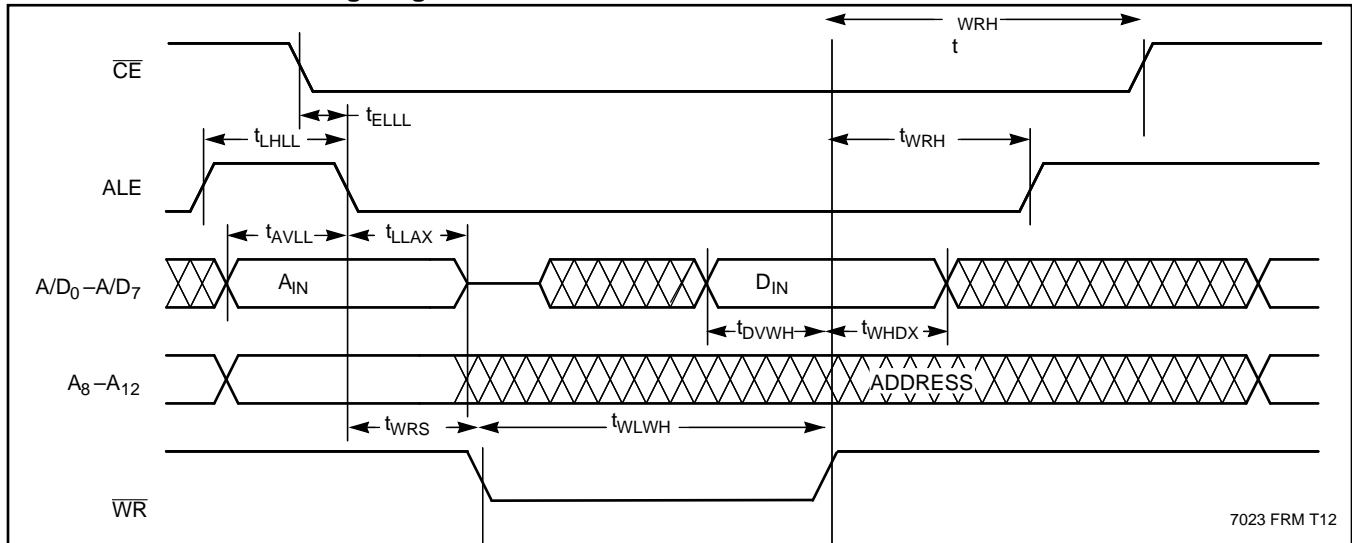 WRH
t
CE
tELLL
tLHLL
tWRH
ALE
tAVLL
tLLAX
A/D0–A/D7
AIN
DIN
tDVWH
tWHDX
A8–A12
ADDRESS
tWRS
tWLWH
WR
7023 FRM T12